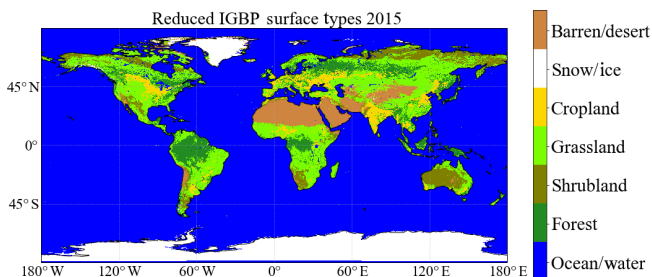 Reduced IGBP surface types 2015
45°N
0°
45°S
180°W
120°W
60°W
0°
60°E
120°E
180°E
Barren/desert
Snow/ice
Cropland
Grassland
Shrubland
Forest
Ocean/water